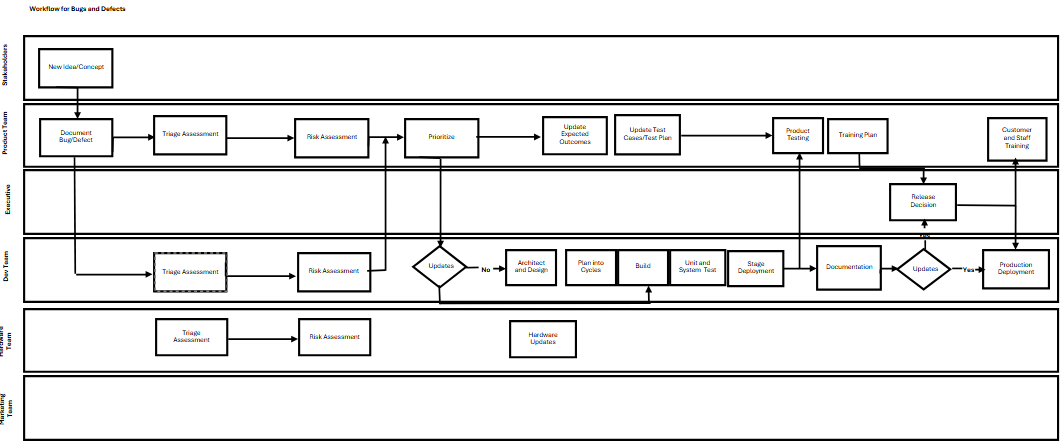 Workflow for Bugs and Defects
Stakeholders
New Idea/Concept
Product Team
Document
Bug/Defect
Triage Assessment
Risk Assessment
Prioritize
Update
Expected
Outcomes
Update Test
Cases/Test Plan
Product
Testing
Training Plan
Customer
and Staff
Training
Executive
Release
Decision
Yes
Dev Team
Triage Assessment
Risk Assessment
Updates
No
Architect
and Design
Plan into
Cycles
Build
Unit and
System Test
Stage
Deployment
Documentation
Updates
Yes
Production
Deployment
Hardware
Team
Triage
Assessment
Risk Assessment
Hardware
Updates
Marketing
Team